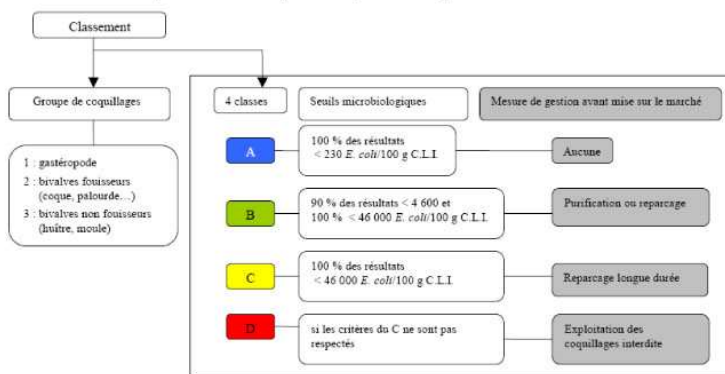 Classement
Groupe de coquillages
1 : gastéropode
2 : bivalves fouisseurs
(coque, palourde…)
3 : bivalves non fouisseurs
(huître, moule)
4 classes
Seuils microbiologiques
Mesure de gestion avant mise sur le marché
A
100 % des résultats
< 230 E. coli/100 g C.L.I.
Aucune
B
90 % des résultats < 4 600 et
100 % < 46 000 E. coli/100 g C.L.I.
Purification ou reparcage
C
100 % des résultats
< 46 000 E. coli/100 g C.L.I.
Reparcage longue durée
D
si les critères du C ne sont pas
respectés
Exploitation des
coquillages interdite